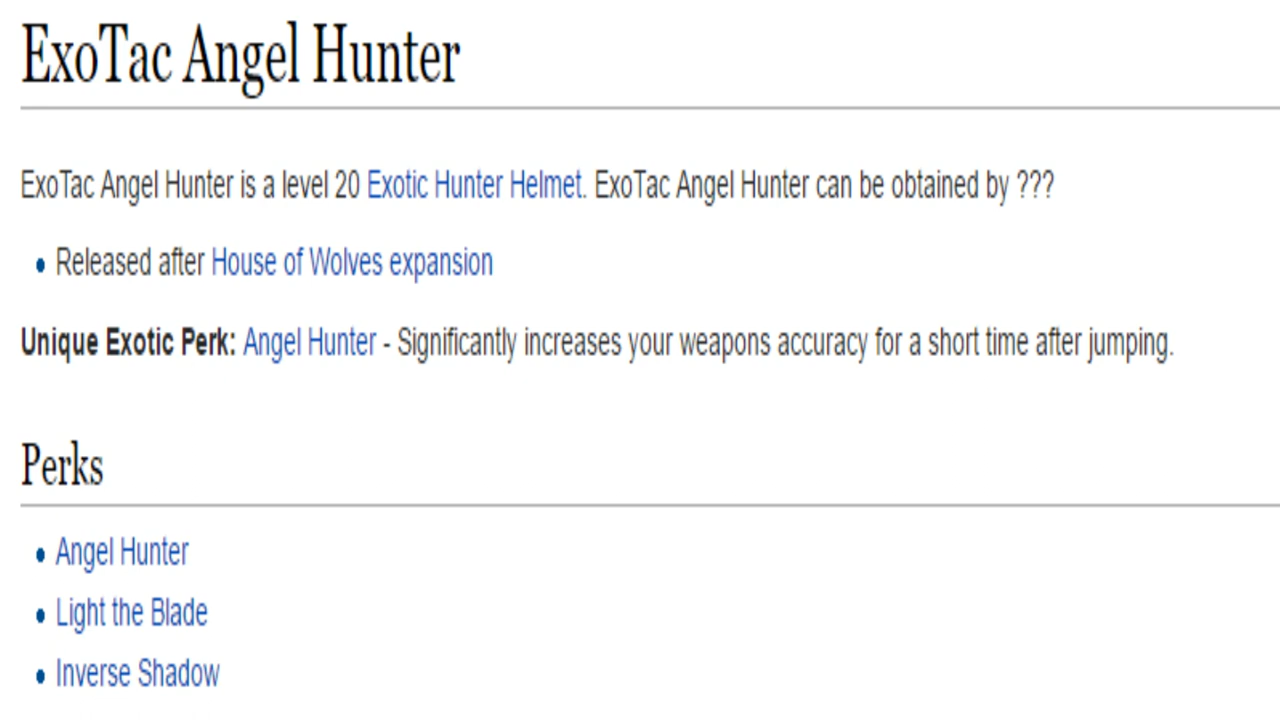 ExoTac Angel Hunter
ExoTac Angel Hunter is a level 20 Exotic Hunter Helmet. ExoTac Angel Hunter can be obtained by ???
Released after House of Wolves expansion
Unique Exotic Perk: Angel Hunter - Significantly increases your weapons accuracy for a short time after jumping.
Perks
Angel Hunter
Light the Blade
Inverse Shadow